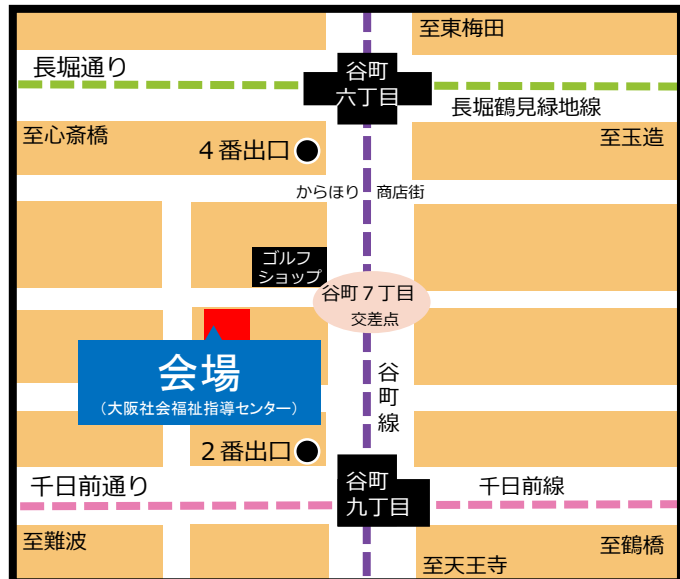 至東梅田
長堀通り
谷町
六丁目
長堀鶴見緑地線
至心斎橋
4番出口
至玉造
からほり 商店街
ゴルフ
ショップ
谷町7丁目
交差点
会場
(大阪社会福祉指導センター)
谷町線
2番出口
千日前通り
谷町
九丁目
千日前線
至難波
至鶴橋
至天王寺